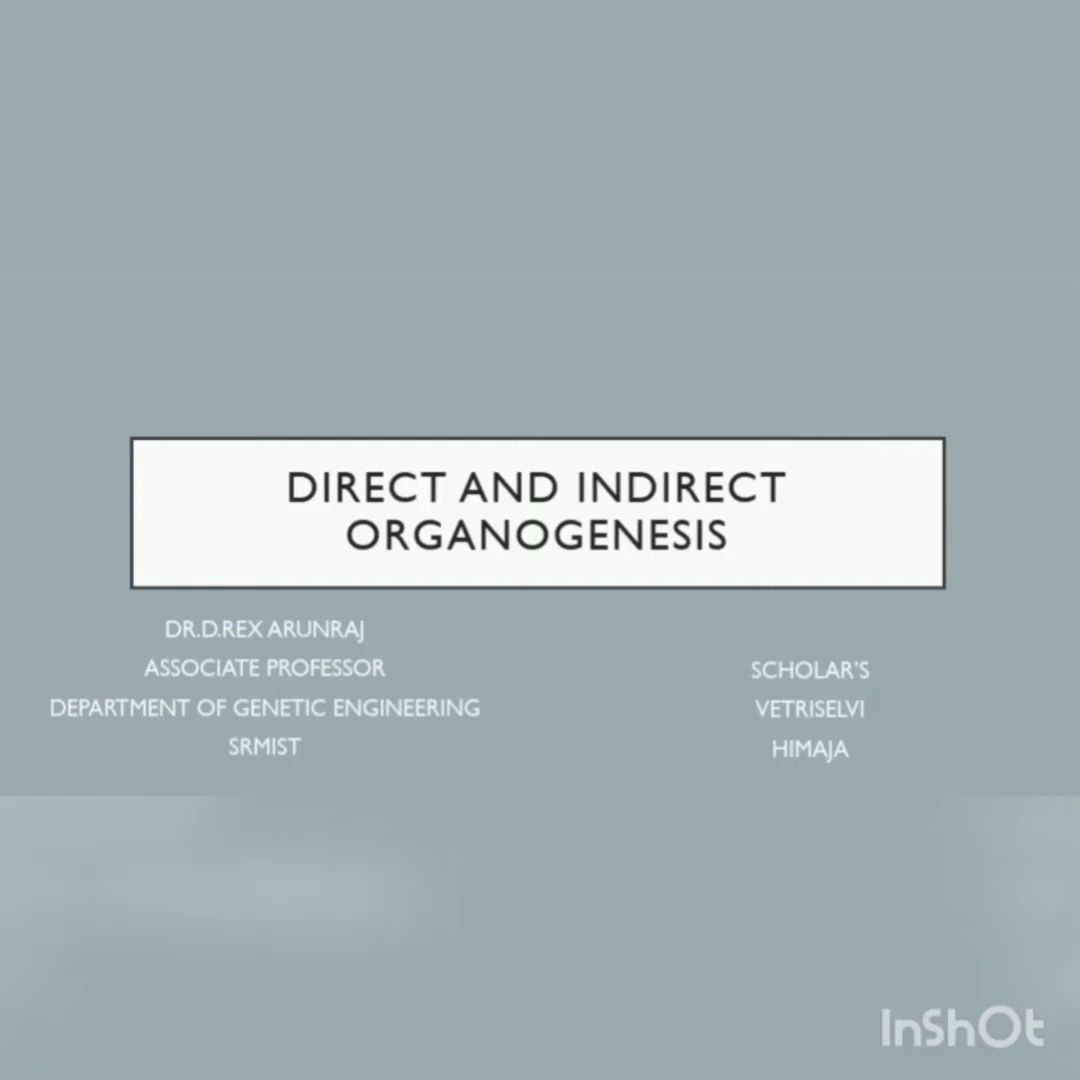 DIRECT AND INDIRECT
ORGANOGENESIS
DR.D.REX ARUNRAJ
ASSOCIATE PROFESSOR
DEPARTMENT OF GENETIC ENGINEERING
SRMIST
SCHOLAR'S
VETRISELVI
HIMAJA
InShOt